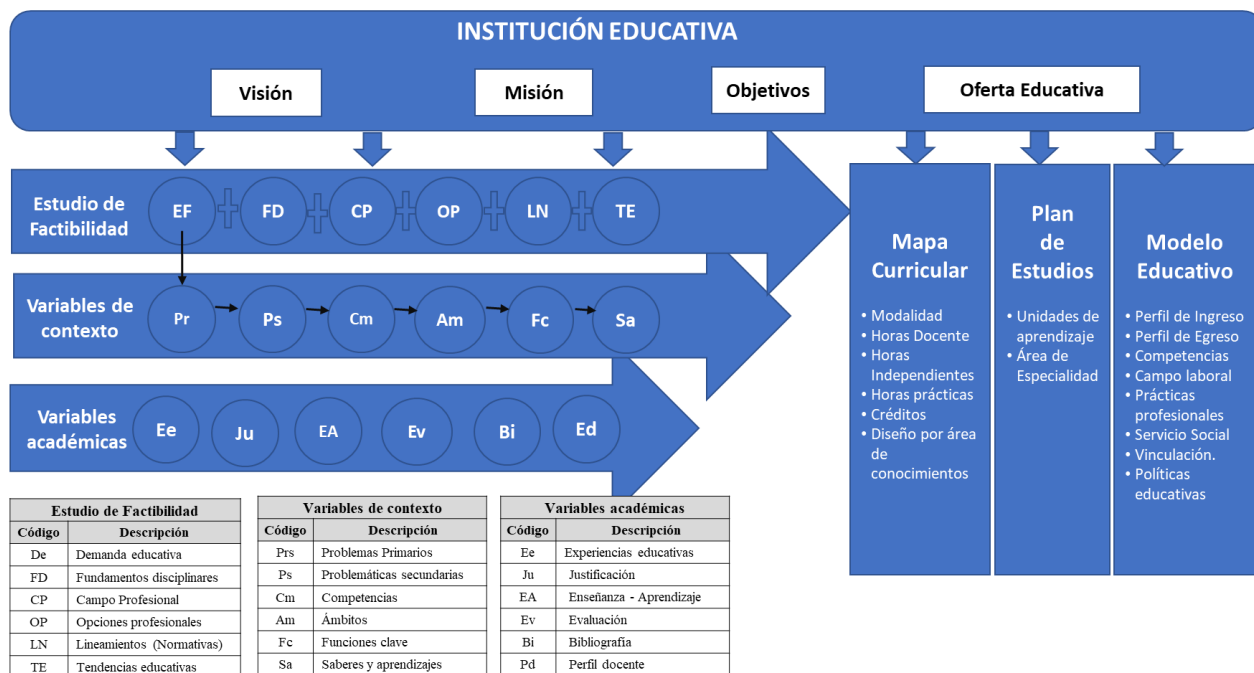 INSTITUCIÓN EDUCATIVA
Visión
Misión
Objetivos
Oferta Educativa
Estudio de
Factibilidad
EF
FD
CP
OP
LN
TE
Variables de
contexto
Pr
Ps
Cm
Am
Fc
Sa
Variables
académicas
Ee
Ju
EA
Ev
Bi
Ed
Mapa
Curricular
• Modalidad
• Horas Docente
• Horas
Independientes
• Horas prácticas
• Créditos
• Diseño por área
de
conocimientos
Plan
de
Estudios
• Unidades de
aprendizaje
• Área de
Especialidad
Modelo
Educativo
• Perfil de Ingreso
• Perfil de Egreso
• Competencias
• Campo laboral
• Prácticas
profesionales
• Servicio Social
• Vinculación.
• Políticas
educativas
Estudio de Factibilidad
Código Descripción
De Demanda educativa
FD Fundamentos disciplinares
CP Campo Profesional
OP Opciones profesionales
LN Lineamientos (Normativas)
TE Tendencias educativas
Variables de contexto
Código Descripción
Prs Problemas Primarios
Ps Problemáticas secundarias
Cm Competencias
Am Ámbitos
Fc Funciones clave
Sa Saberes y aprendizajes
Variables académicas
Código Descripción
Ee Experiencias educativas
Ju Justificación
EA Enseñanza - Aprendizaje
Ev Evaluación
Bi Bibliografía
Pd Perfil docente